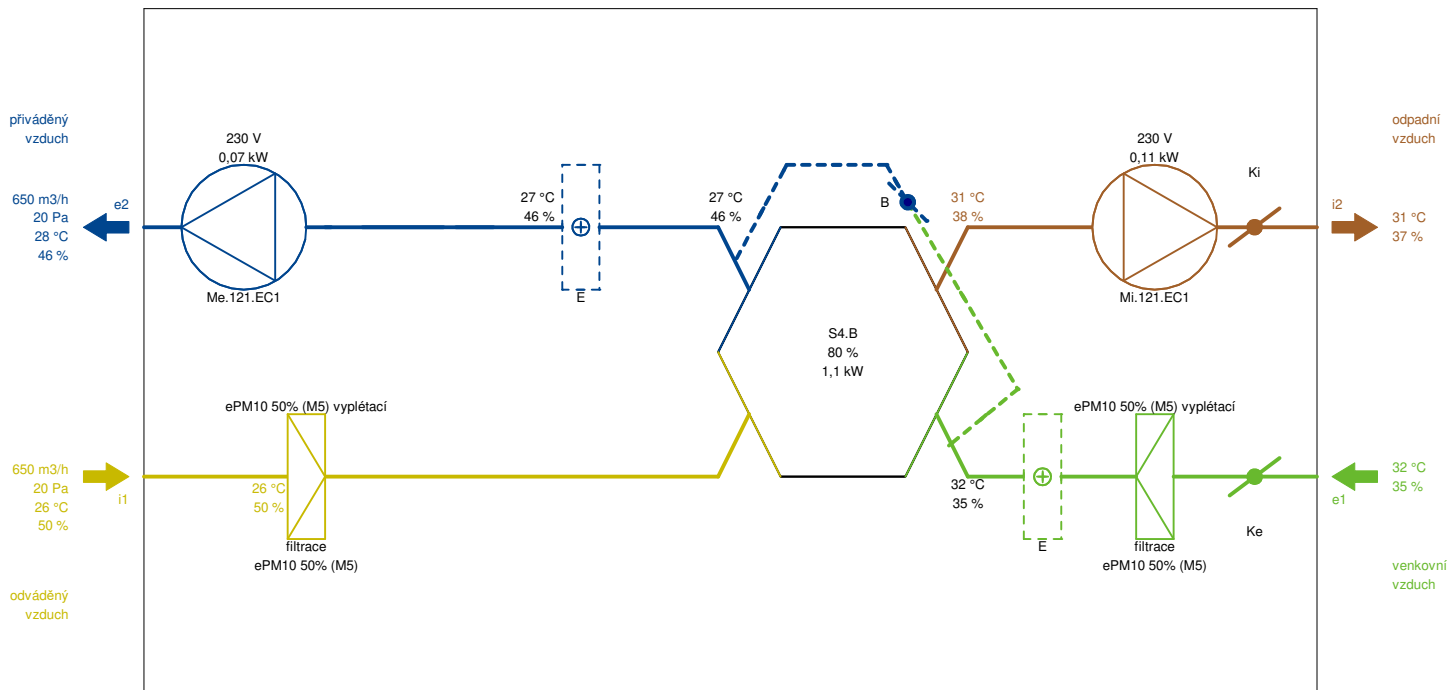 přiváděný
vzduch
230 V
0,07 kW
650 m3/h
20 Pa
28 °C
46 %
e2
Me.121.EC1
27 °C
46 %
E
27 °C
46 %
B
31 °C
38 %
230 V
0,11 kW
Mi.121.EC1
Ki
i2
odpadní
vzduch
31 °C
37 %
S4.B
80 %
1,1 kW
ePM10 50% (M5) vyplétací
650 m3/h
20 Pa
26 °C
50 %
i1
26 °C
50 %
filtrace
ePM10 50% (M5)
odváděný
vzduch
32 °C
35 %
E
ePM10 50% (M5) vyplétací
filtrace
ePM10 50% (M5)
Ke
32 °C
35 %
e1
venkovní
vzduch